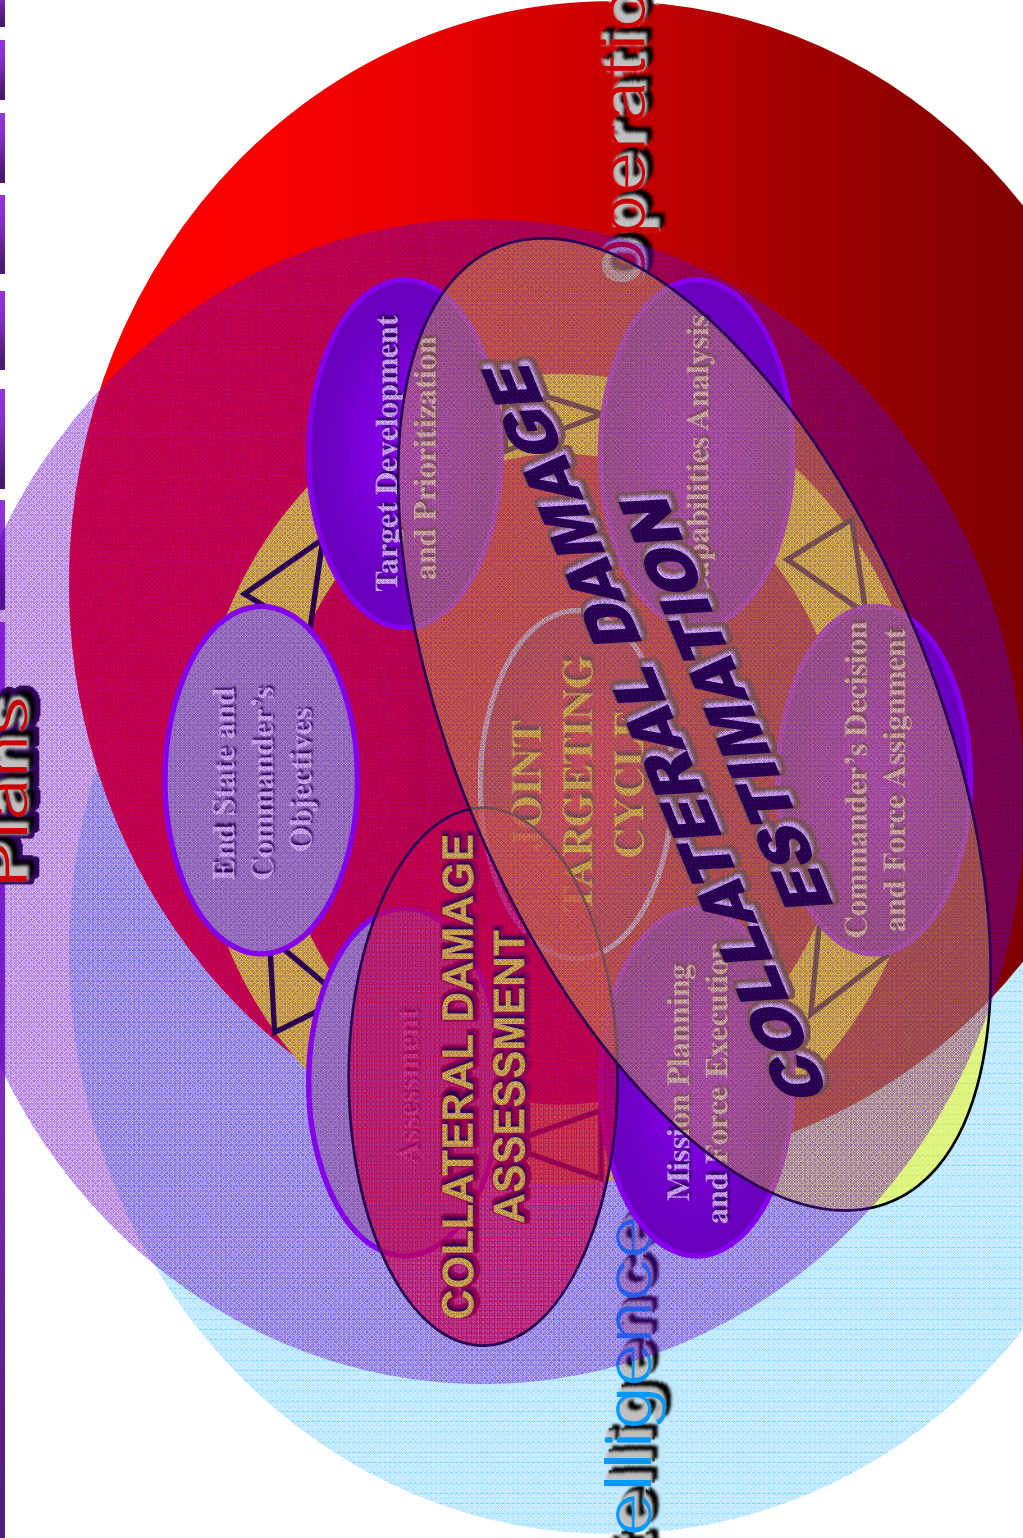 Plans
End State and
Commander's
Objectives
Target Development
and Prioritization
Assessment
COLLATERAL DAMAGE
ASSESSMENT
JOINT
TARGETING
CYCLE
COLLATERAL DAMAGE
ESTIMATION
Capabilities Analysis
Mission Planning
and Force Execution
Commander's Decision
and Force Assignment
telligence
Operatio